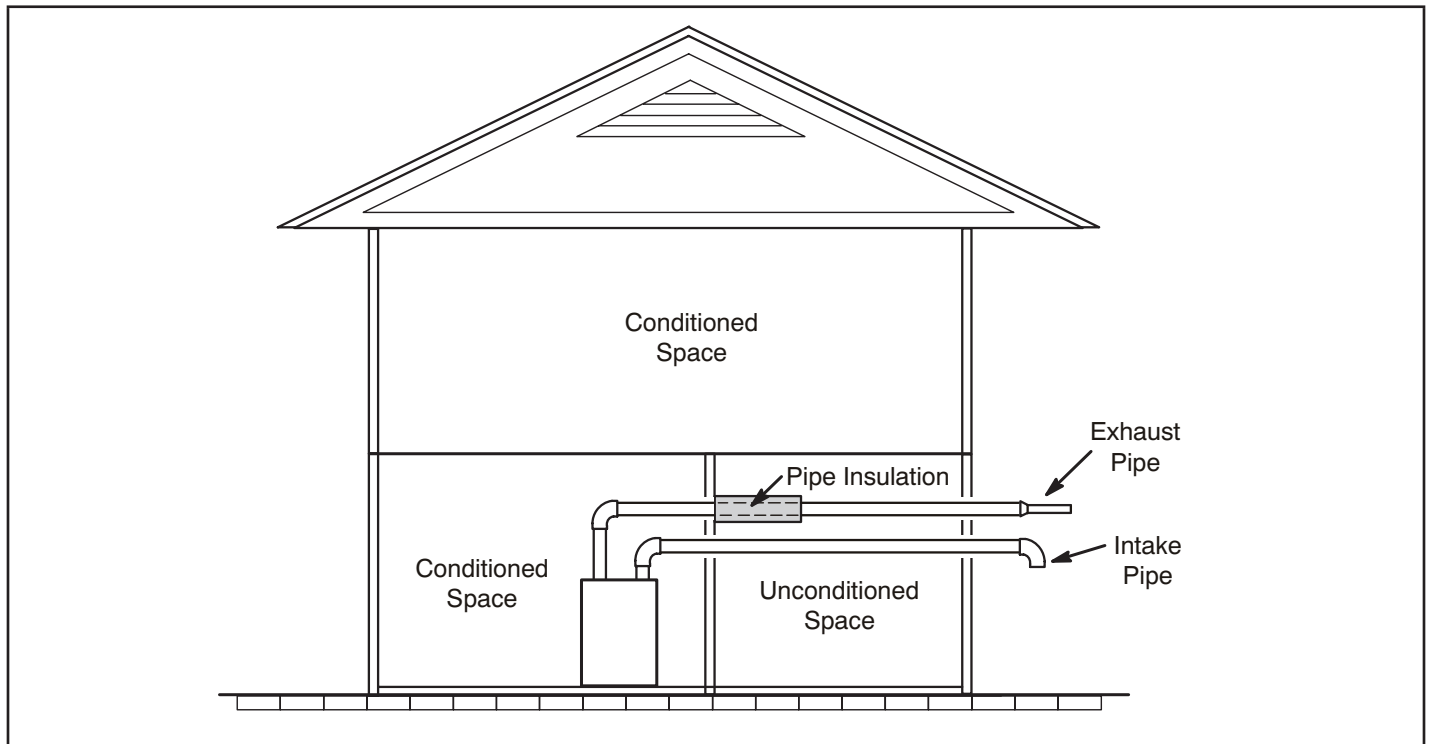 Conditioned
Space
Exhaust
Pipe
Pipe Insulation
Intake
Pipe
Conditioned
Space
Unconditioned
Space